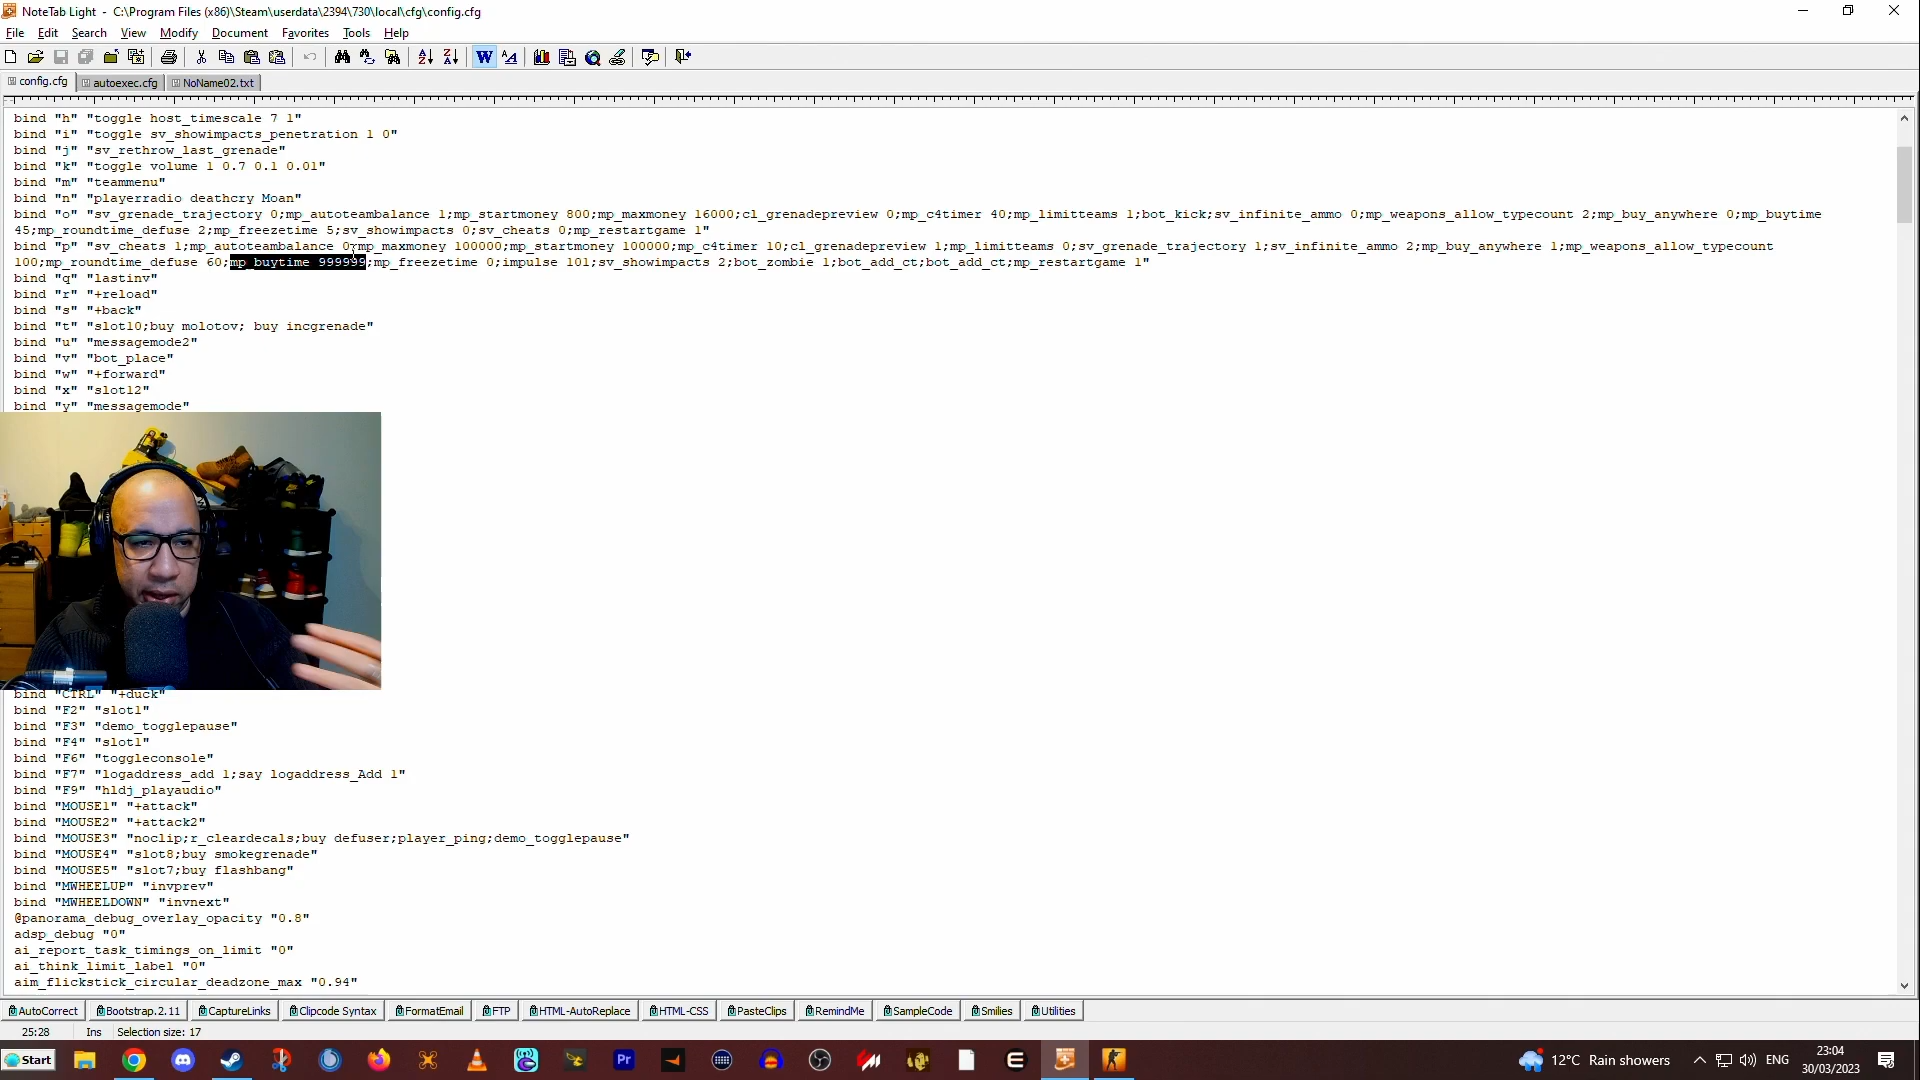 NoteTab Light - C:\Program Files (x86)\Steam\userdata\2394\730\local\cfg\config.cfg
File Edit Search View Modify Document Favorites Tools Help
config.cfg autoexec.cfg NoName02.txt
bind "h" "toggle host_timescale 7 1"
bind "i" "toggle sv_showimpacts_penetration 1 0"
bind "j" "sv_rethrow_last_grenade"
bind "k" "toggle volume 1 0.7 0.1 0.01"
bind "m" "teammenu"
bind "n" "playerradio deathcry Moan"
bind "o" "sv_grenade_trajectory 0;mp_autoteambalance 1;mp_startmoney 800;mp_maxmoney 16000;cl_grenadepreview 0;mp_c4timer 40;mp_limitteams 1;bot_kick;sv_infinite_ammo 0;mp_weapons_allow_typecount 2;mp_buy_anywhere 0;mp_buytime
45;mp_roundtime_defuse 2;mp_freezetime 5;sv_showimpacts 0;sv_cheats 0;mp_restartgame 1"
bind "p" "sv_cheats 1;mp_autoteambalance 0;mp_maxmoney 100000;mp_startmoney 100000;mp_c4timer 10;cl_grenadepreview 1;mp_limitteams 0;sv_grenade_trajectory 1;sv_infinite_ammo 2;mp_buy_anywhere 1;mp_weapons_allow_typecount
100;mp_roundtime_defuse 60;mp_buytime 999999;mp_freezetime 0;impulse 101;sv_showimpacts 2;bot_zombie 1;bot_add_ct;bot_add_ct;mp_restartgame 1"
bind "q" "lastinv"
bind "r" "+reload"
bind "s" "+back"
bind "t" "slot10;buy molotov; buy incgrenade"
bind "u" "messagemode2"
bind "v" "bot_place"
bind "w" "+forward"
bind "x" "slot12"
bind "y" "messagemode"
bind "CTRL" "+duck"
bind "F2" "slot1"
bind "F3" "demo_togglepause"
bind "F4" "slot1"
bind "F6" "toggleconsole"
bind "F7" "logaddress_add 1;say logaddress_Add 1"
bind "F9" "hldj_playaudio"
bind "MOUSE1" "+attack"
bind "MOUSE2" "+attack2"
bind "MOUSE3" "noclip;r_cleardecals;buy defuser;player_ping;demo_togglepause"
bind "MOUSE4" "slot8;buy smokegrenade"
bind "MOUSE5" "slot7;buy flashbang"
bind "MWHEELUP" "invprev"
bind "MWHEELDOWN" "invnext"
@panorama_debug_overlay_opacity "0.8"
adsp_debug "0"
ai_report_task_timings_on_limit "0"
ai_think_limit_label "0"
aim_flickstick_circular_deadzone_max "0.94"
AutoCorrect Bootstrap.2.11 CaptureLinks Clipcode Syntax FormatEmail FTP HTML-AutoReplace HTML-CSS PasteClips RemindMe SampleCode Smilies Utilities
25:28 Ins Selection size: 17
Start 12°C Rain showers ENG 23:04
30/03/2023